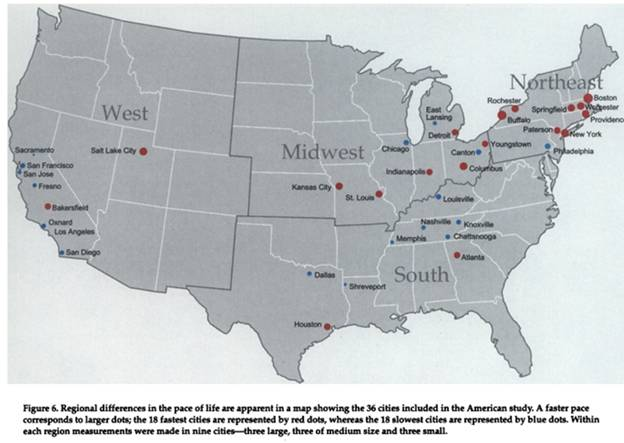 Northeast
Rochester
Boston
Springfield
Worcester
Providence
Buffalo
East
Lansing
Detroit
Paterson
New York
West
Midwest
Youngstown
Chicago
Canton
Philadelphia
Sacramento
Salt Lake City
San Francisco
San Jose
Indianapolis
Columbus
Fresno
Kansas City
St. Louis
Louisville
Bakersfield
Oxnard
Los Angeles
Nashville
Knoxville
Memphis
Chattanooga
San Diego
Atlanta
Dallas
South
Shreveport
Houston
Figure 6. Regional differences in the pace of life are apparent in a map showing the 36 cities included in the American study. A faster pace
corresponds to larger dots; the 18 fastest cities are represented by red dots, whereas the 18 slowest cities are represented by blue dots. Within
each region measurements were made in nine cities—three large, three of medium size and three small.